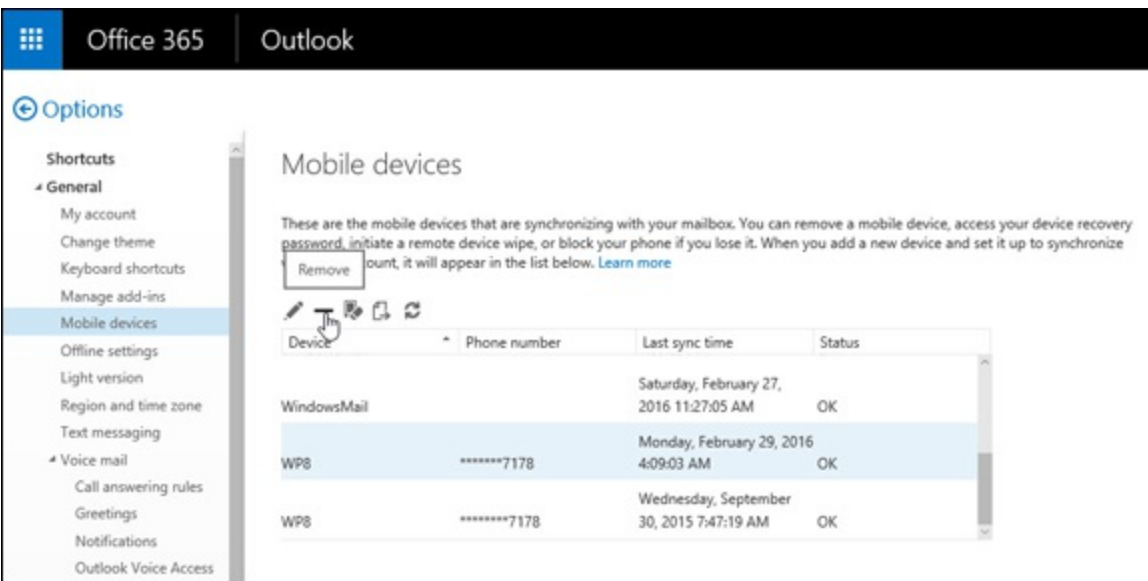 Office 365 Outlook
Options
Shortcuts
General
My account
Change theme
Keyboard shortcuts
Manage add-ins
Mobile devices
Offline settings
Light version
Region and time zone
Text messaging
Voice mail
Call answering rules
Greetings
Notifications
Outlook Voice Access
Mobile devices
These are the mobile devices that are synchronizing with your mailbox. You can remove a mobile device, access your device recovery
password, initiate a remote device wipe, or block your phone if you lose it. When you add a new device and set it up to synchronize
ount, it will appear in the list below. Learn more
Remove
Device Phone number Last sync time Status
Saturday, February 27,
WindowsMail 2016 11:27:05 AM OK
Monday, February 29, 2016
WP8 *******7178 4:09:03 AM OK
Wednesday, September
WP8 ********7178 30, 2015 7:47:19 AM OK